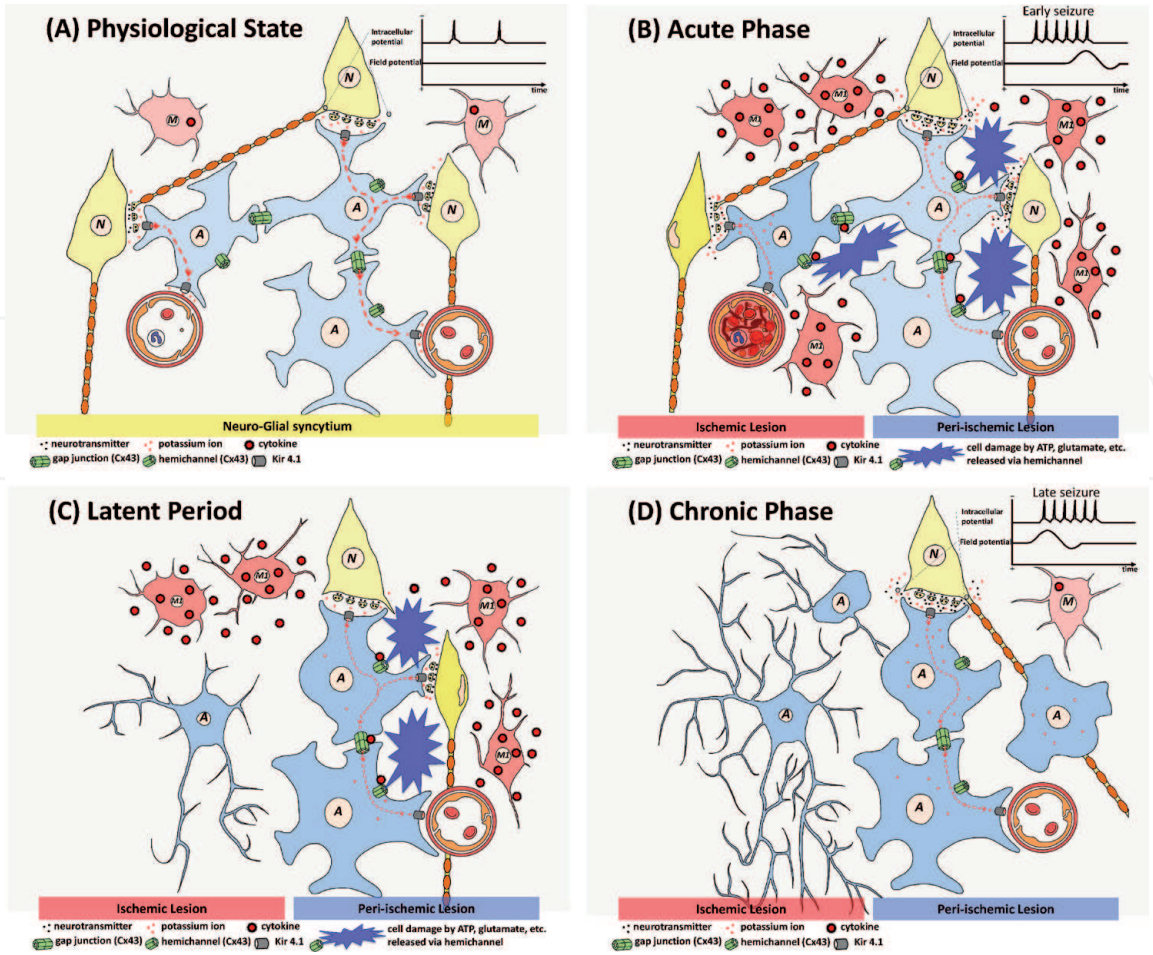 (A) Physiological State
Intracellular
potential
Field potential
time
N
M
M
N
N
A
A
A
Neuro-Glial syncytium
neurotransmitter potassium ion cytokine
gap junction (Cx43) hemichannel (Cx43) Kir 4.1
(B) Acute Phase
Early seizure
Intracellular
potential
Field potential
time
N
M1
M1
M1
N
N
A
A
M1
M1
A
Ischemic Lesion
Peri-ischemic Lesion
neurotransmitter potassium ion cytokine
gap junction (Cx43) hemichannel (Cx43) Kir 4.1
cell damage by ATP, glutamate, etc.
released via hemichannel
(C) Latent Period
N
M1
M1
M1
A
A
M1
A
Ischemic Lesion
Peri-ischemic Lesion
neurotransmitter potassium ion cytokine
gap junction (Cx43) hemichannel (Cx43) Kir 4.1
cell damage by ATP, glutamate, etc.
released via hemichannel
(D) Chronic Phase
Late seizure
Intracellular
potential
Field potential
time
N
A
M
A
A
A
A
Ischemic Lesion
Peri-ischemic Lesion
neurotransmitter potassium ion cytokine
gap junction (Cx43) hemichannel (Cx43) Kir 4.1